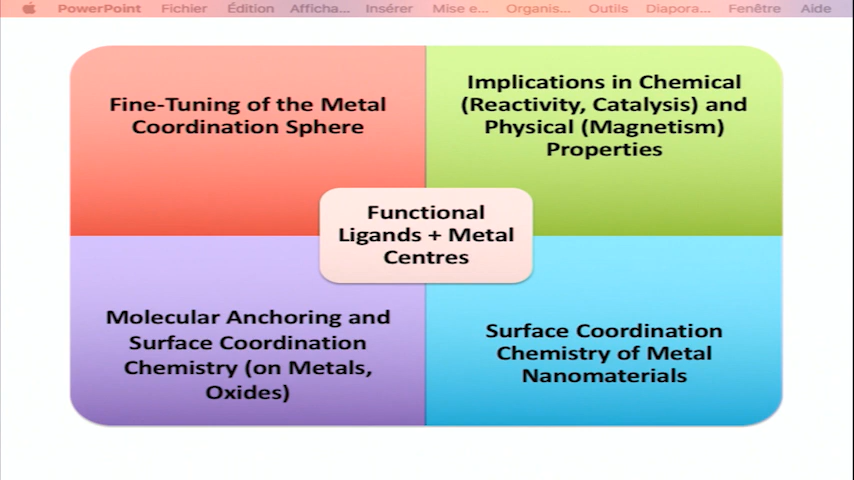 PowerPoint Fichier Édition Afficha... Insérer Mise e... Organis... Outils Diapora... Fenêtre Aide
Fine-Tuning of the Metal
Coordination Sphere
Implications in Chemical
(Reactivity, Catalysis) and
Physical (Magnetism)
Properties
Functional
Ligands + Metal
Centres
Molecular Anchoring and
Surface Coordination
Chemistry (on Metals,
Oxides)
Surface Coordination
Chemistry of Metal
Nanomaterials